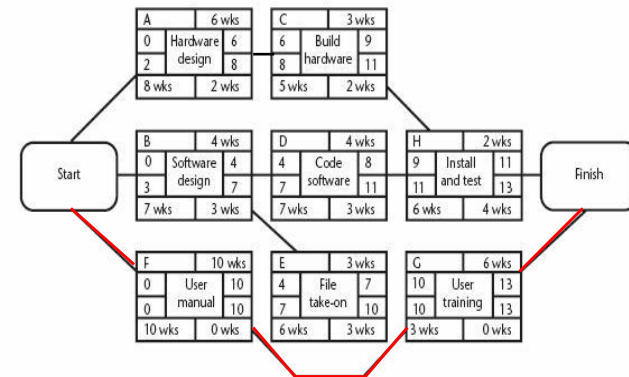 A 6 wks
0 Hardware 6
2 design 8
8 wks 2 wks
C 3 wks
6 Build 9
8 hardware 11
5 wks 2 wks
Start
B 4 wks
0 Software 4
3 design 7
7 wks 3 wks
D 4 wks
4 Code 8
7 software 11
7 wks 3 wks
H 2 wks
9 Install 11
11 and test 13
6 wks 4 wks
Finish
F 10 wks
0 User 10
0 manual 10
10 wks 0 wks
E 3 wks
4 File 7
7 take-on 10
6 wks 3 wks
G 6 wks
10 User 13
10 training 13
3 wks 0 wks